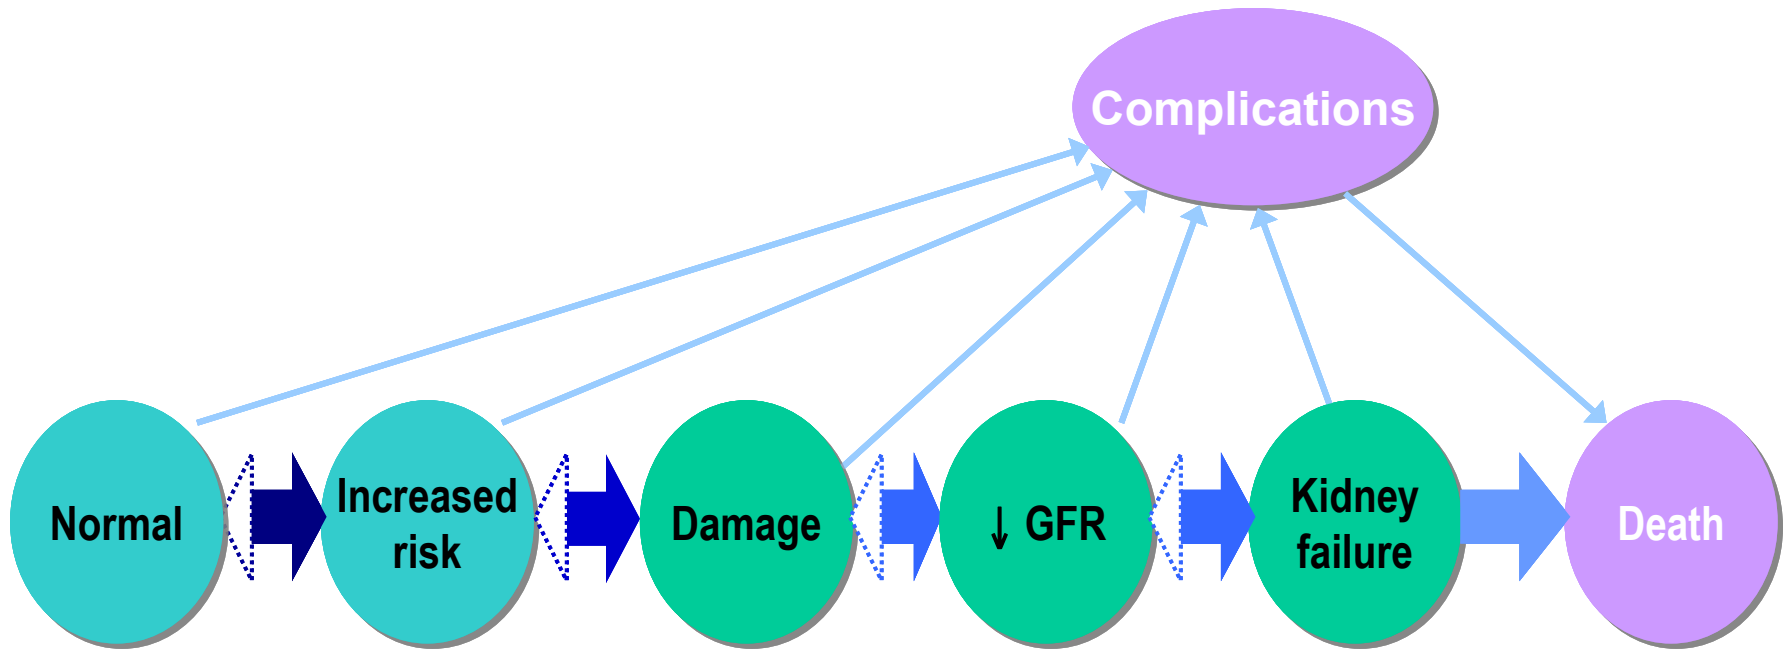 Complications
Normal
Increased
risk
Damage
↓ GFR
Kidney
failure
Death